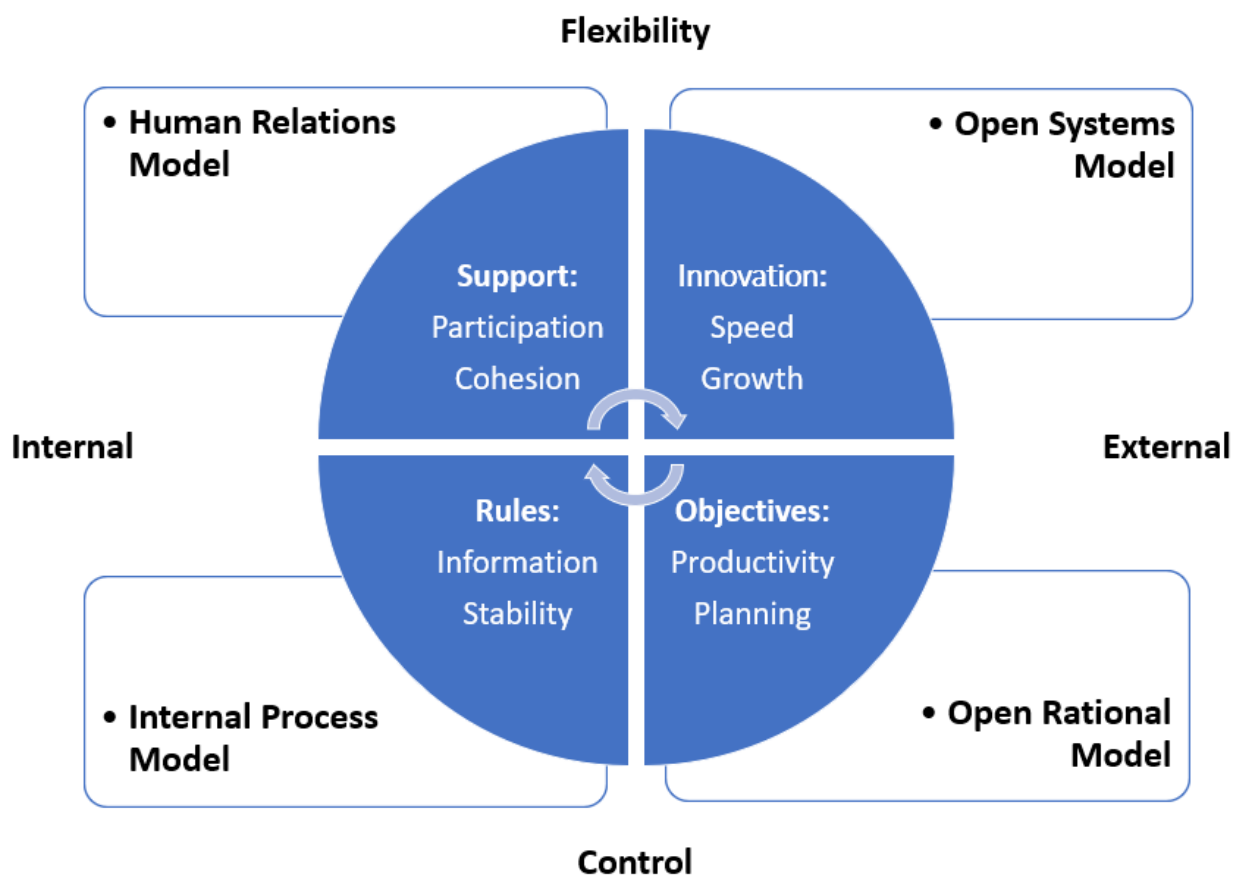 Flexibility
• Human Relations
Model
• Open Systems
Model
Support:
Participation
Cohesion
Innovation:
Speed
Growth
Internal
External
Rules:
Information
Stability
Objectives:
Productivity
Planning
• Internal Process
Model
• Open Rational
Model
Control